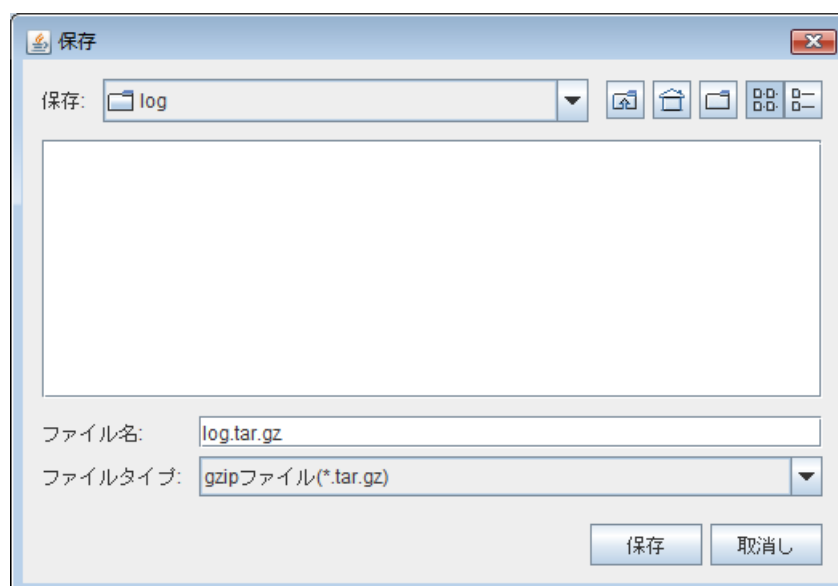 保存
保存: log
ファイル名: log.tar.gz
ファイルタイプ: gzipファイル(*.tar.gz)
保存 取消し